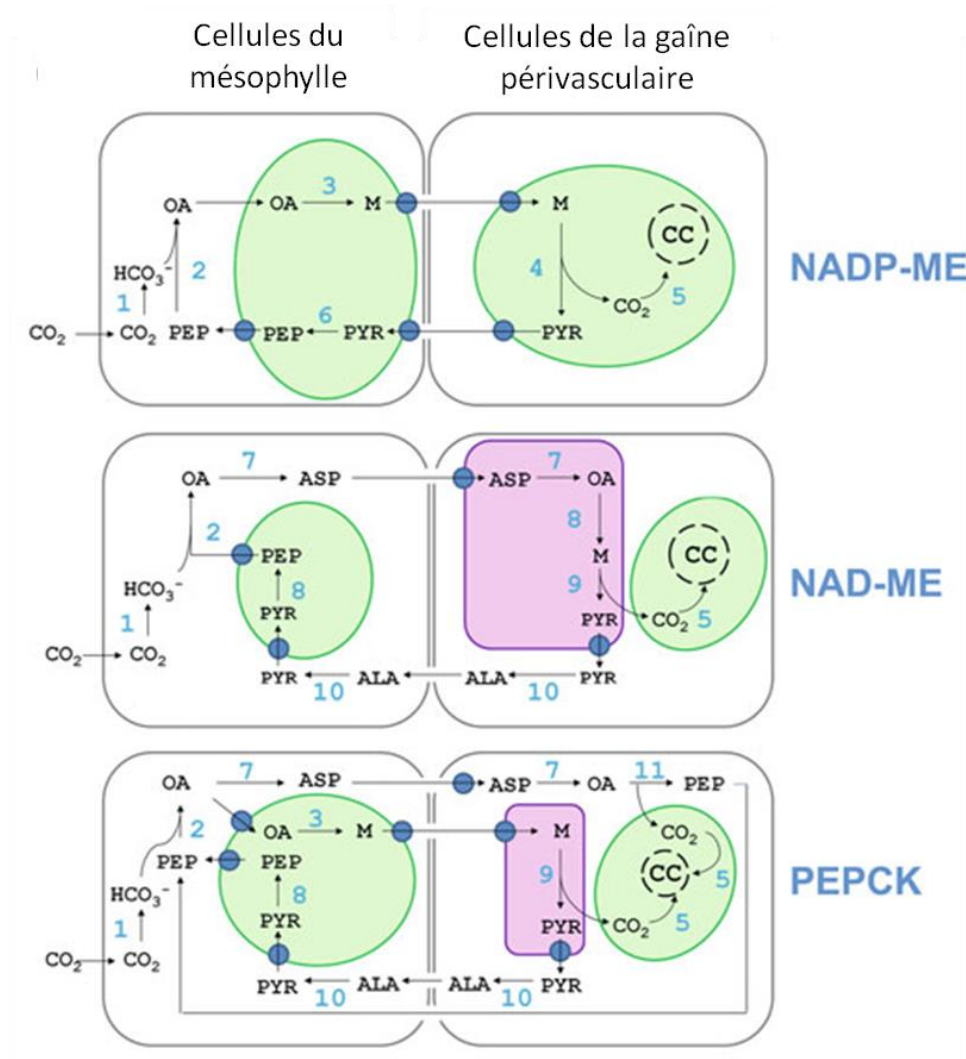 Cellules du
mésophylle
Cellules de la gaîne
périvasculaire
OA OA 3 M M CC
HCO3- 2 4 5
1 CO2
CO2 CO2 PEP PEP 6 PYR PYR
NADP-ME
OA 7 ASP ASP 7 OA
8
2 PEP M CC
HCO3- 8 9
1 PYR PYR CO2 5
CO2 CO2 PYR 10 ALA ALA 10 PYR
NAD-ME
OA 7 ASP ASP 7 OA 11 PEP
2 OA 3 M M CO2
PEP PEP 9 CC 5
HCO3- 8
1 PYR PYR CO2 5
CO2 CO2
PYR 10 ALA ALA 10 PYR
PEPCK